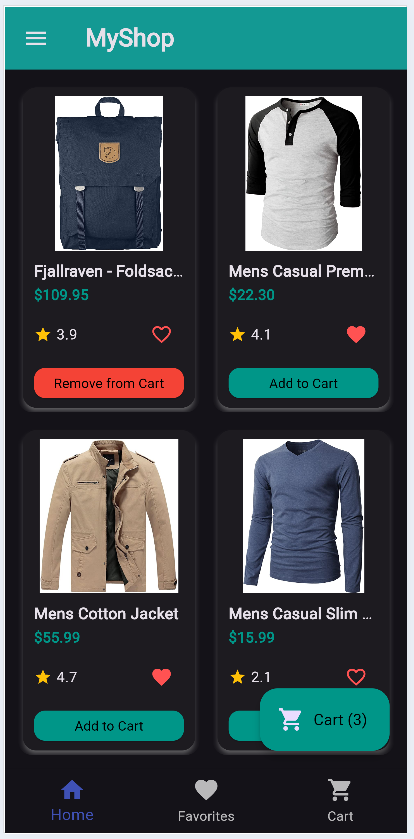 MyShop
Fjallraven - Foldsac...
$109.95
3.9
Remove from Cart
Mens Casual Prem...
$22.30
4.1
Add to Cart
Mens Cotton Jacket
$55.99
4.7
Add to Cart
Mens Casual Slim ...
$15.99
2.1
Cart (3)
Home
Favorites
Cart